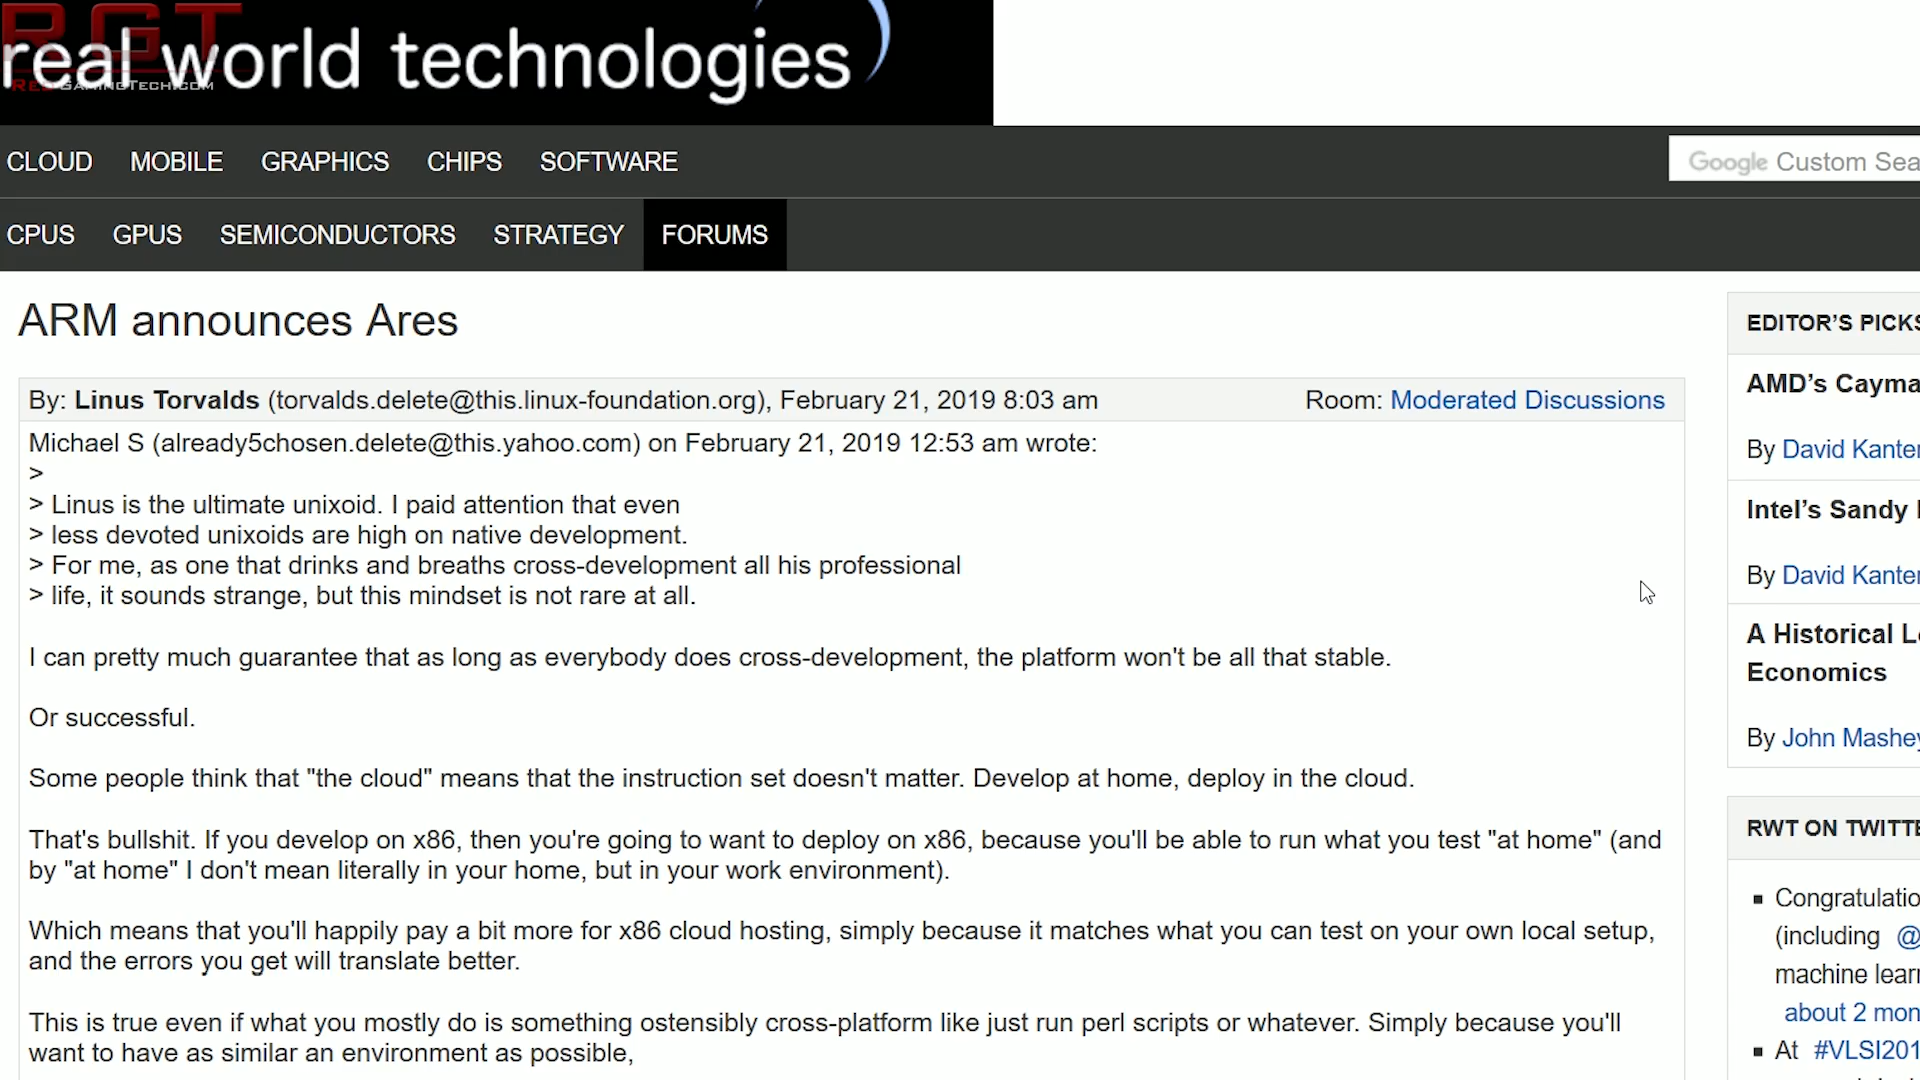 RGT
REDGAMINGTECH.COM
real world technologies
CLOUD MOBILE GRAPHICS CHIPS SOFTWARE
Google Custom Sea
CPUS GPUS SEMICONDUCTORS STRATEGY FORUMS
ARM announces Ares
By: Linus Torvalds (torvalds.delete@this.linux-foundation.org), February 21, 2019 8:03 am Room: Moderated Discussions
Michael S (already5chosen.delete@this.yahoo.com) on February 21, 2019 12:53 am wrote:
>
> Linus is the ultimate unixoid. I paid attention that even
> less devoted unixoids are high on native development.
> For me, as one that drinks and breaths cross-development all his professional
> life, it sounds strange, but this mindset is not rare at all.
I can pretty much guarantee that as long as everybody does cross-development, the platform won't be all that stable.
Or successful.
Some people think that "the cloud" means that the instruction set doesn't matter. Develop at home, deploy in the cloud.
That's bullshit. If you develop on x86, then you're going to want to deploy on x86, because you'll be able to run what you test "at home" (and
by "at home" I don't mean literally in your home, but in your work environment).
Which means that you'll happily pay a bit more for x86 cloud hosting, simply because it matches what you can test on your own local setup,
and the errors you get will translate better.
This is true even if what you mostly do is something ostensibly cross-platform like just run perl scripts or whatever. Simply because you'll
want to have as similar an environment as possible,
EDITOR'S PICKS
AMD's Cayma
By David Kanter
Intel's Sandy
By David Kanter
A Historical L
Economics
By John Mashey
RWT ON TWITTE
Congratulatio
(including @
machine learn
about 2 mon
At #VLSI201